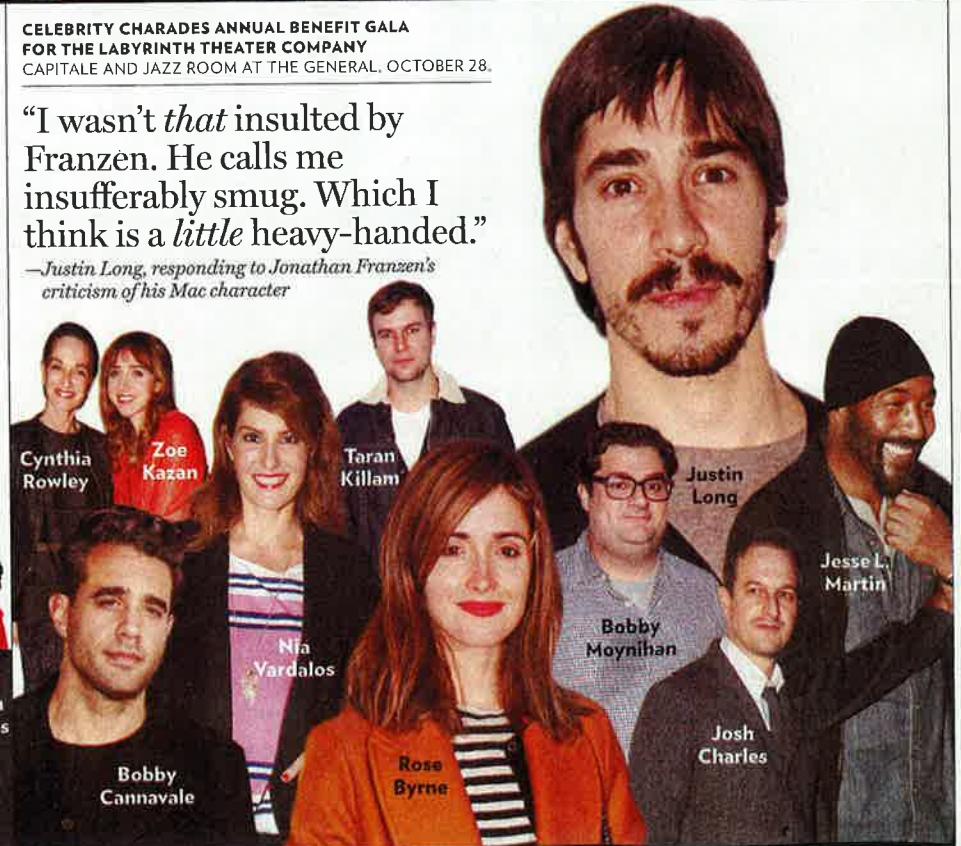 CELEBRITY CHARADES ANNUAL BENEFIT GALA
FOR THE LABYRINTH THEATER COMPANY
CAPITALE AND JAZZ ROOM AT THE GENERAL, OCTOBER 28.
“I wasn’t that insulted by
Franzen. He calls me
insufferably smug. Which I
think is a little heavy-handed.”
—Justin Long, responding to Jonathan Franzen’s
criticism of his Mac character
Cynthia
Rowley
Zoe
Kazan
Taran
Killam
Justin
Long
Jesse L.
Martin
Nia
Vardalos
Bobby
Moynihan
s
Josh
Charles
Bobby
Cannavale
Rose
Byrne